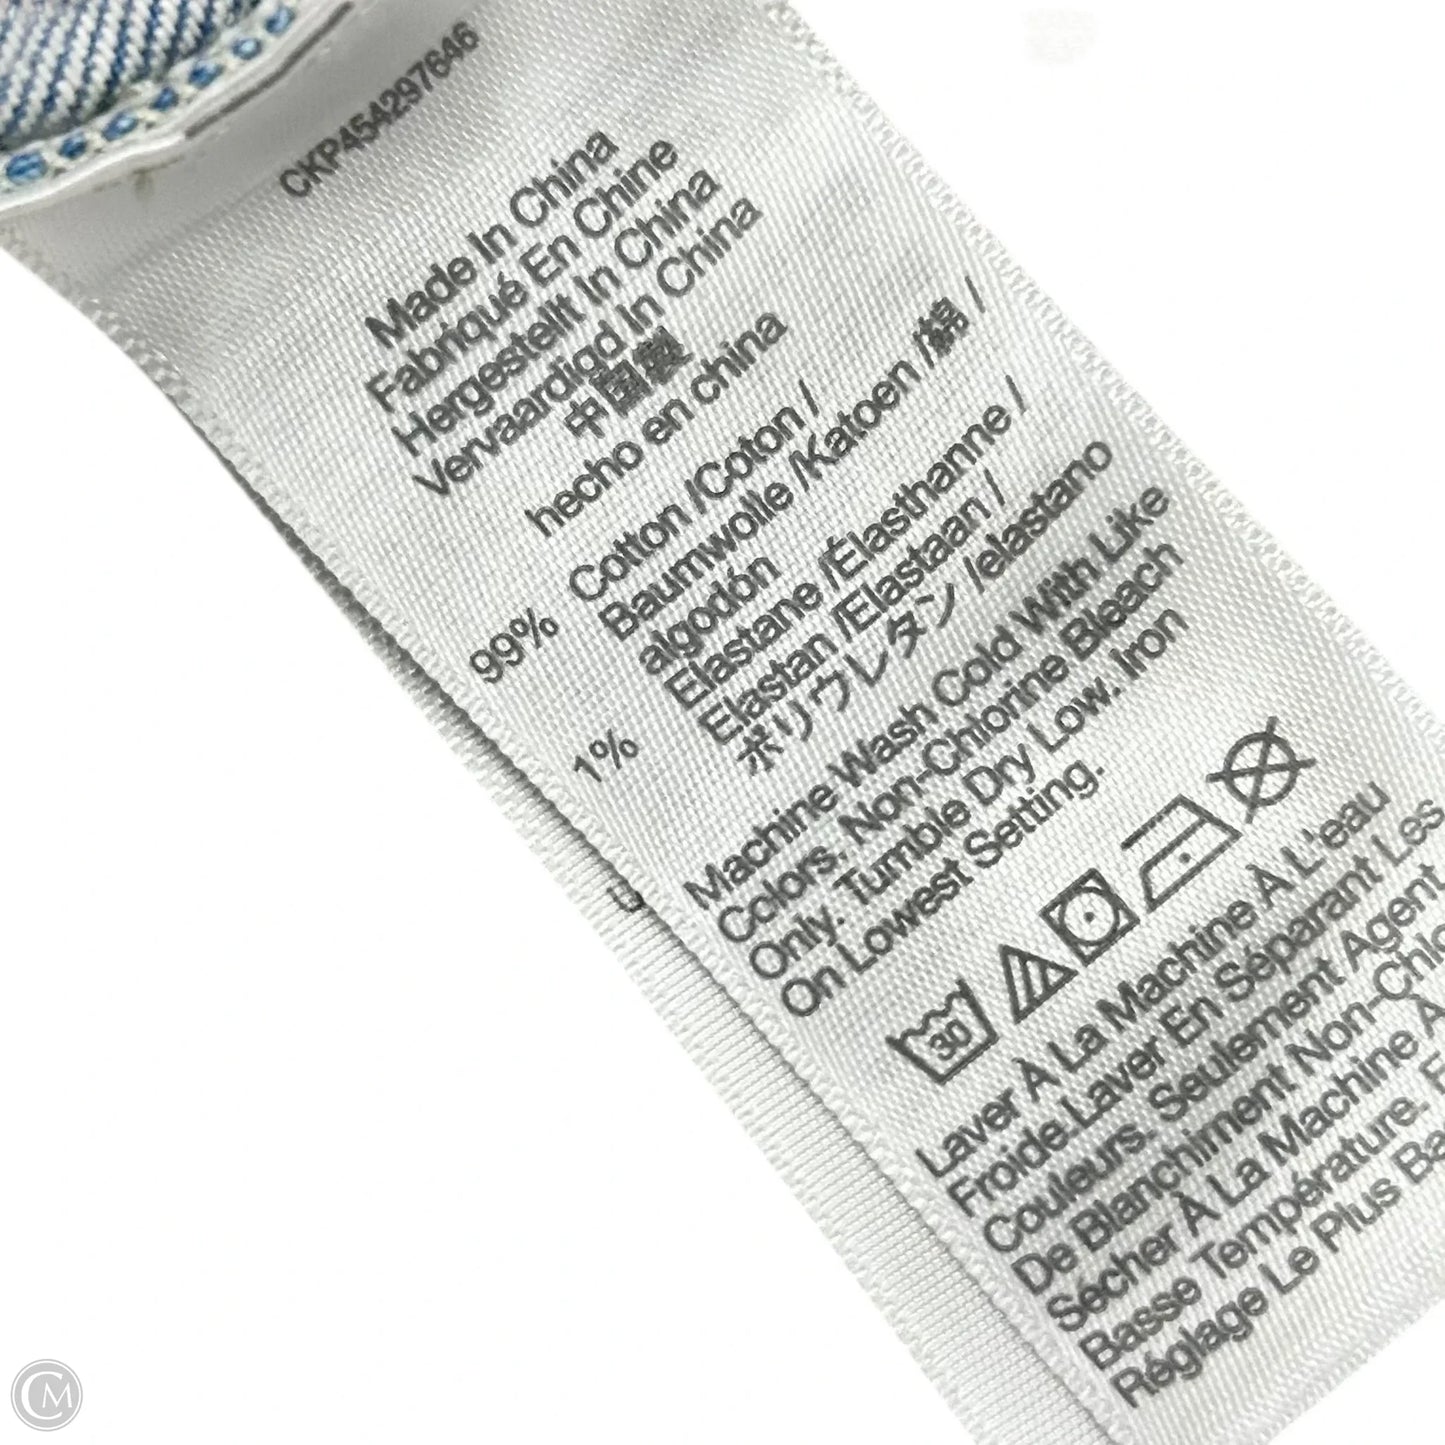 CKP454297646
Made In China
Fabriqué En Chine
Hergestellt In China
Vervaardigd In China
中国製
hecho en china
99% Cotton /Coton /
Baumwolle /Katoen /綿 /
algodón
1% Elastane /Élasthanne /
Elastan /Elastaan /
ポリウレタン /elastano
Machine Wash Cold With Like
Colors. Non-Chlorine Bleach
Only. Tumble Dry Low. Iron
On Lowest Setting.
30
Laver À La Machine À L'eau
Froide.Laver En Séparant Les
Couleurs. Seulement Agent
De Blanchiment Non-Chlo
Sécher À La Machine À
Basse Température. F
Réglage Le Plus Ba
CM